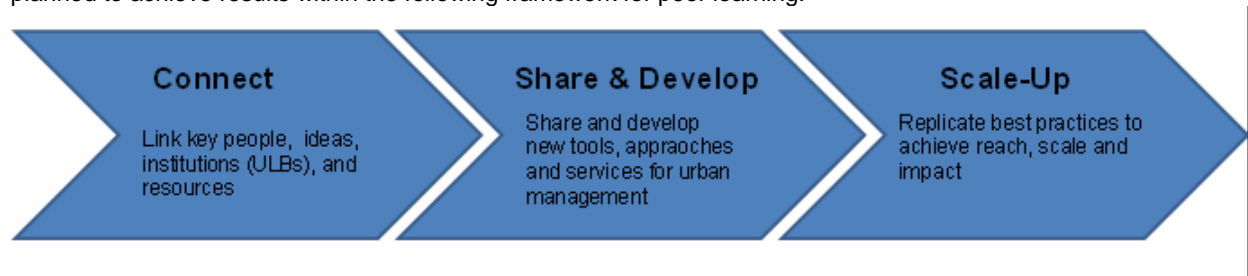 planned to achieve results within the following framework for peer learning:
Connect
Link key people, ideas,
institutions (ULBs), and
resources
Share & Develop
Share and develop
new tools, appraoches
and services for urban
management
Scale-Up
Replicate best practices to
achieve reach, scale and
impact